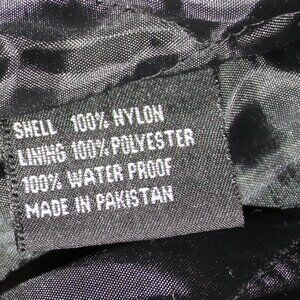 SHELL 100% NYLON
LINING 100% POLYESTER
100% WATER PROOF
MADE IN PAKISTAN